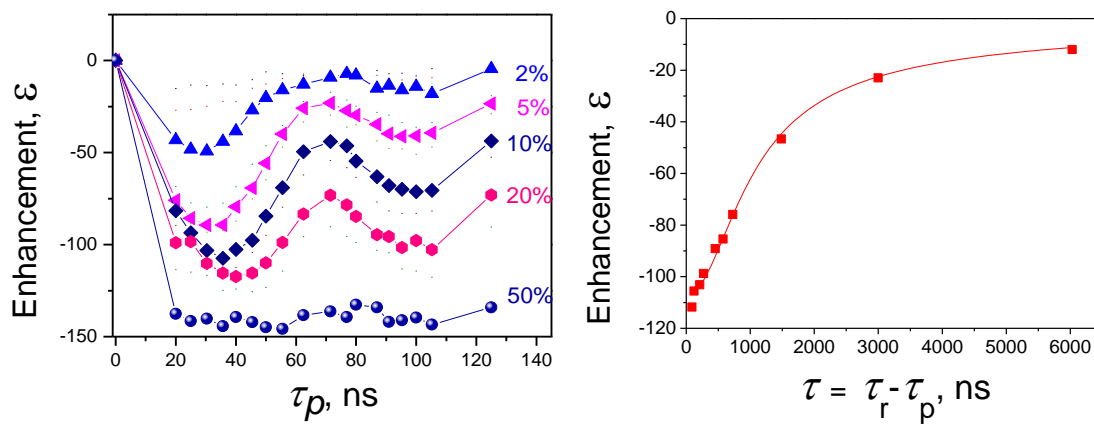 Enhancement, ε
0
-50
-100
-150
0 20 40 60 80 100 120 140
τp, ns
2%
5%
10%
20%
50%
Enhancement, ε
0
-20
-40
-60
-80
-100
-120
0 1000 2000 3000 4000 5000 6000
τ = τr-τp, ns